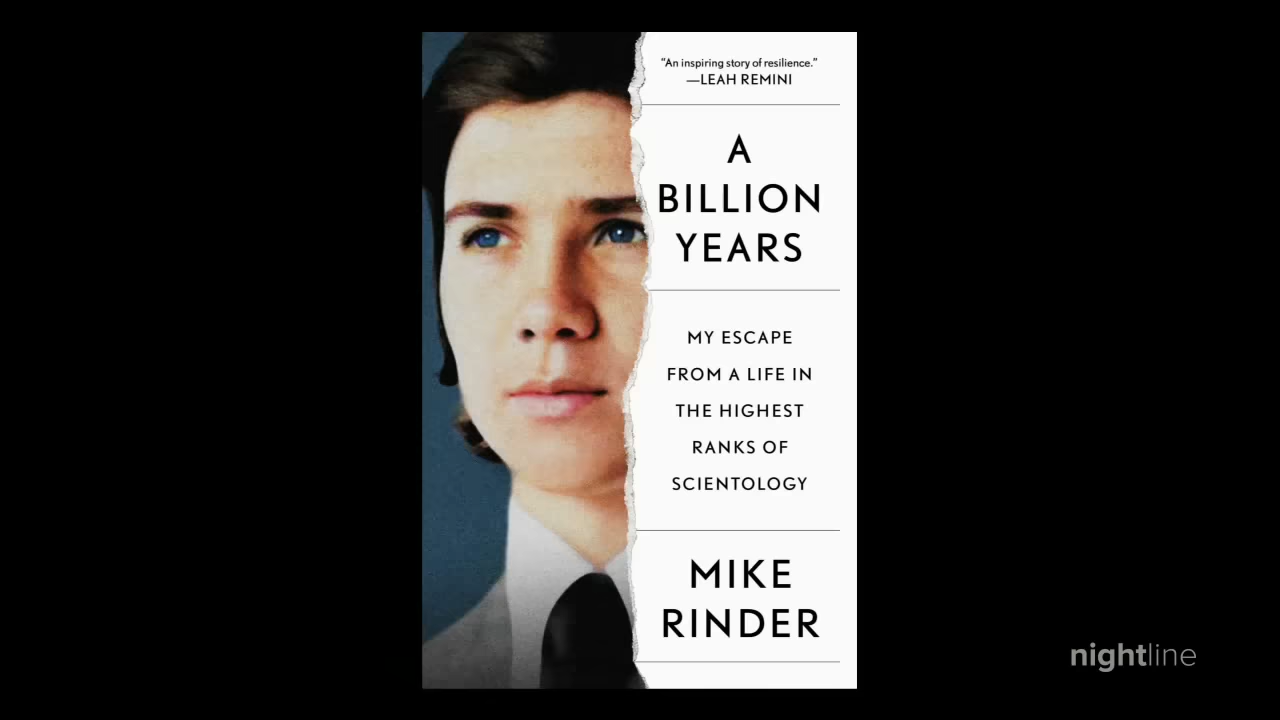 “An inspiring story of resilience.”
—LEAH REMINI
A
BILLION
YEARS
MY ESCAPE
FROM A LIFE IN
THE HIGHEST
RANKS OF
SCIENTOLOGY
MIKE
RINDER
nightline